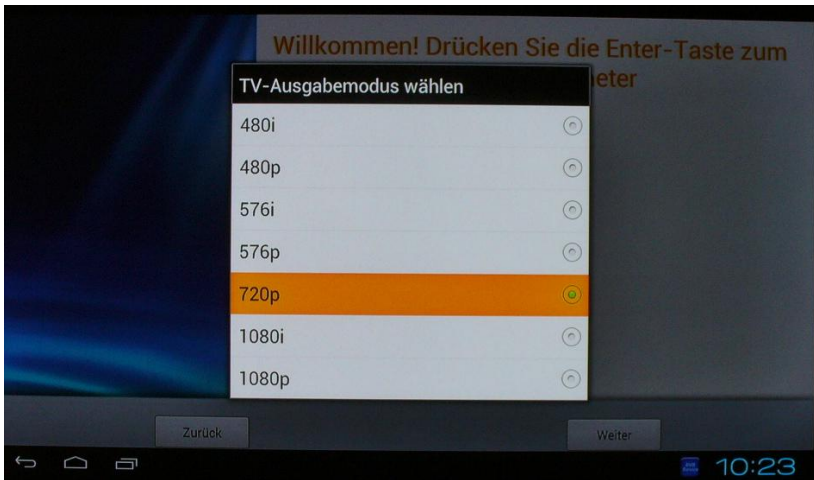 Willkommen! Drücken Sie die Enter-Taste zum
eter
TV-Ausgabemodus wählen
480i
480p
576i
576p
720p
1080i
1080p
Zurück
Weiter
10:23